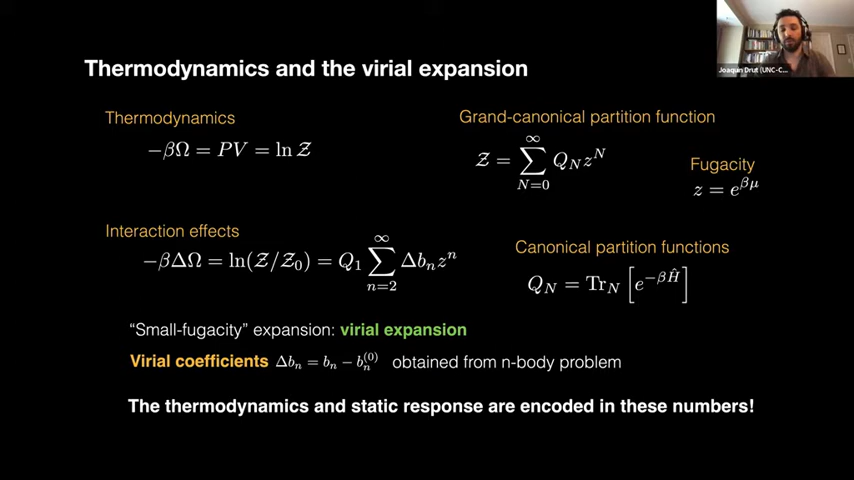 Joaquin Drut (UNC-C...
Thermodynamics and the virial expansion
Thermodynamics
−βΩ = PV = ln 𝒵
Grand-canonical partition function
𝒵 = ∑_{N=0}^{∞} Q_N z^N
Fugacity
z = e^{βμ}
Interaction effects
−βΔΩ = ln(𝒵/𝒵₀) = Q₁ ∑_{n=2}^{∞} Δb_n z^n
Canonical partition functions
Q_N = Tr_N [e^{−βĤ}]
“Small-fugacity” expansion: virial expansion
Virial coefficients Δb_n = b_n − b_n^{(0)} obtained from n-body problem
The thermodynamics and static response are encoded in these numbers!